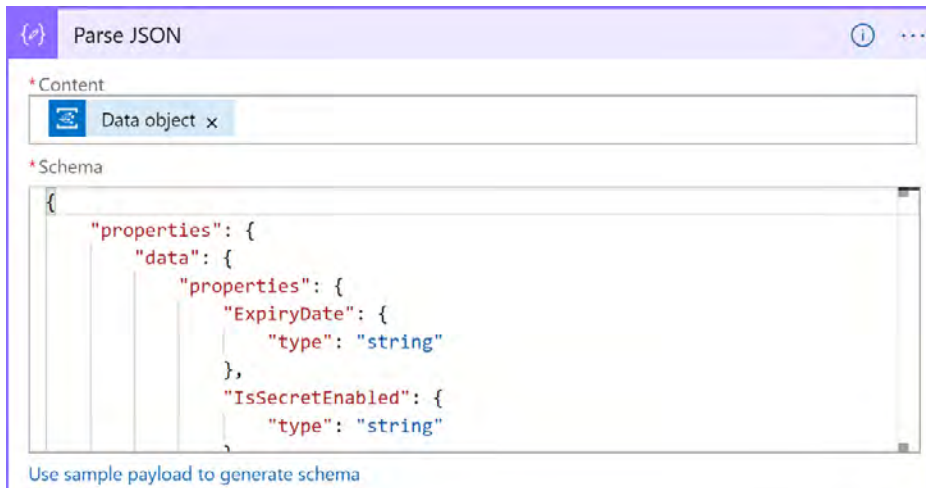 Parse JSON
*Content
Data object ×
*Schema
{
"properties": {
"data": {
"properties": {
"ExpiryDate": {
"type": "string"
},
"IsSecretEnabled": {
"type": "string"
}
Use sample payload to generate schema